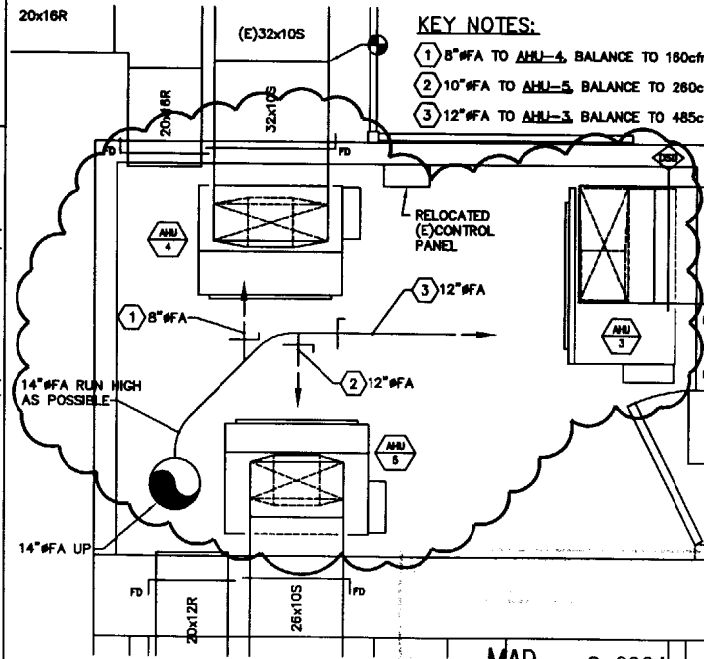 20x16R
(E)32x10S
KEY NOTES:
1 8"øFA TO AHU-4, BALANCE TO 160cfm
2 10"øFA TO AHU-5, BALANCE TO 260c
3 12"øFA TO AHU-3, BALANCE TO 485c
20x16R
32x10S
FD
FD
DSD
RELOCATED
(E)CONTROL
PANEL
AHU
4
3 12"øFA
1 8"øFA
AHU
3
2 12"øFA
14"øFA RUN HIGH
AS POSSIBLE
AHU
5
14"øFA UP
FD
FD
20x12R
26x10S